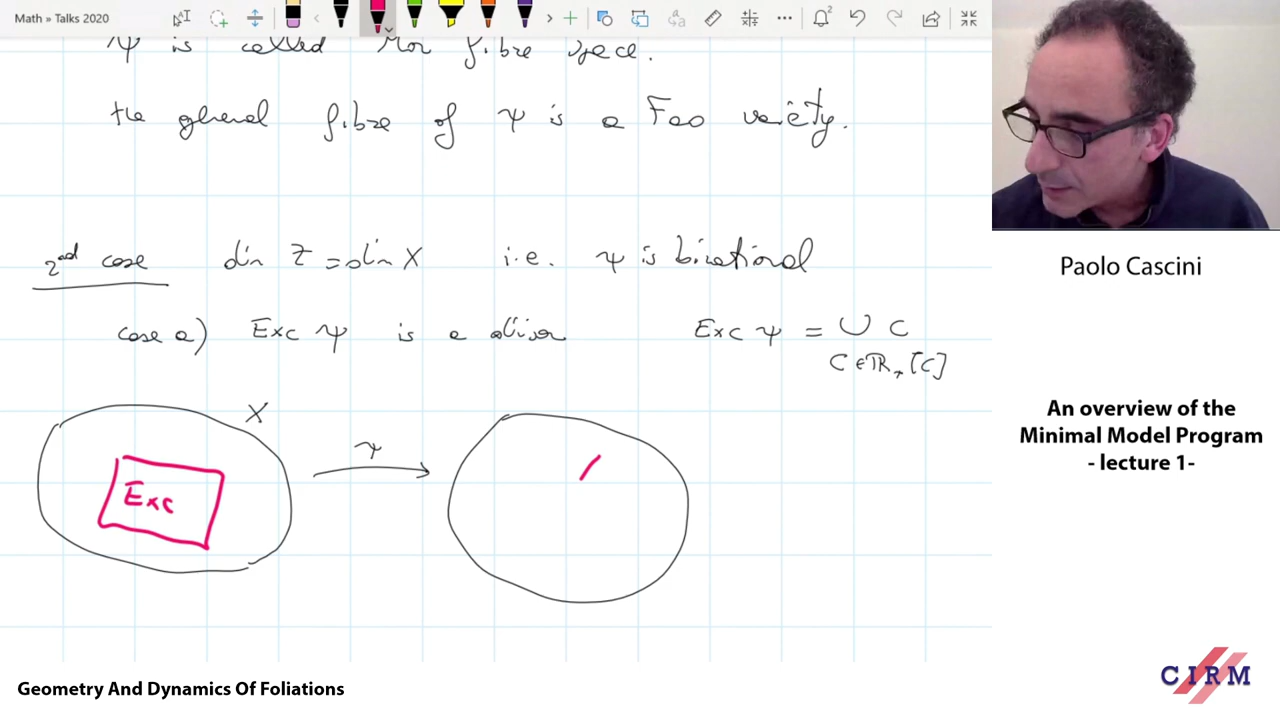 Math » Talks 2020
ψ is called Mori fibre space.
the general fibre of ψ is a Fano variety.
2nd case dim Z = dim X i.e. ψ is birational
case a) Exc ψ is a divisor Exc ψ = ∪ C
C ∈ ℝ+ [C]
X
ψ
Exc
Paolo Cascini
An overview of the
Minimal Model Program
- lecture 1-
Geometry And Dynamics Of Foliations
CIRM